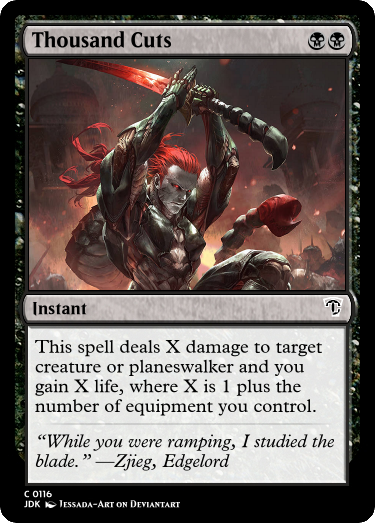 Thousand Cuts
Instant
This spell deals X damage to target
creature or planeswalker and you
gain X life, where X is 1 plus the
number of equipment you control.
“While you were ramping, I studied the
blade.” —Zjieg, Edgelord
C 0116
JDK Jessada-Art on Deviantart